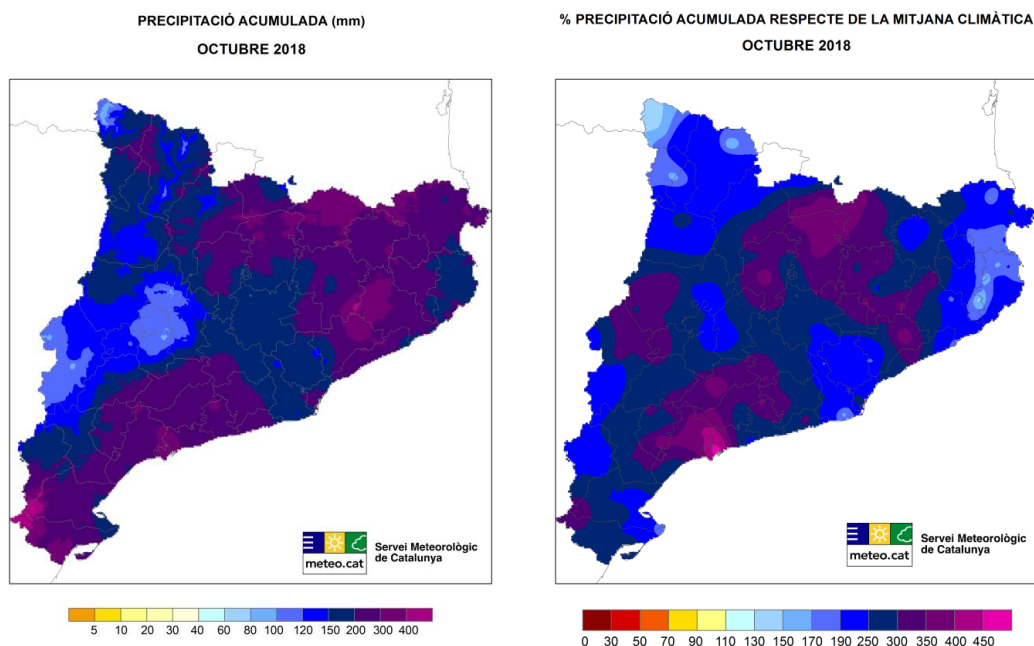 PRECIPITACIÓ ACUMULADA (mm)
OCTUBRE 2018
Servei Meteorològic
de Catalunya
meteo.cat
5 10 20 30 40 60 80 100 120 150 200 300 400
% PRECIPITACIÓ ACUMULADA RESPECTE DE LA MITJANA CLIMÀTICA
OCTUBRE 2018
Servei Meteorològic
de Catalunya
meteo.cat
0 30 50 70 90 110 130 150 170 190 250 300 350 400 450